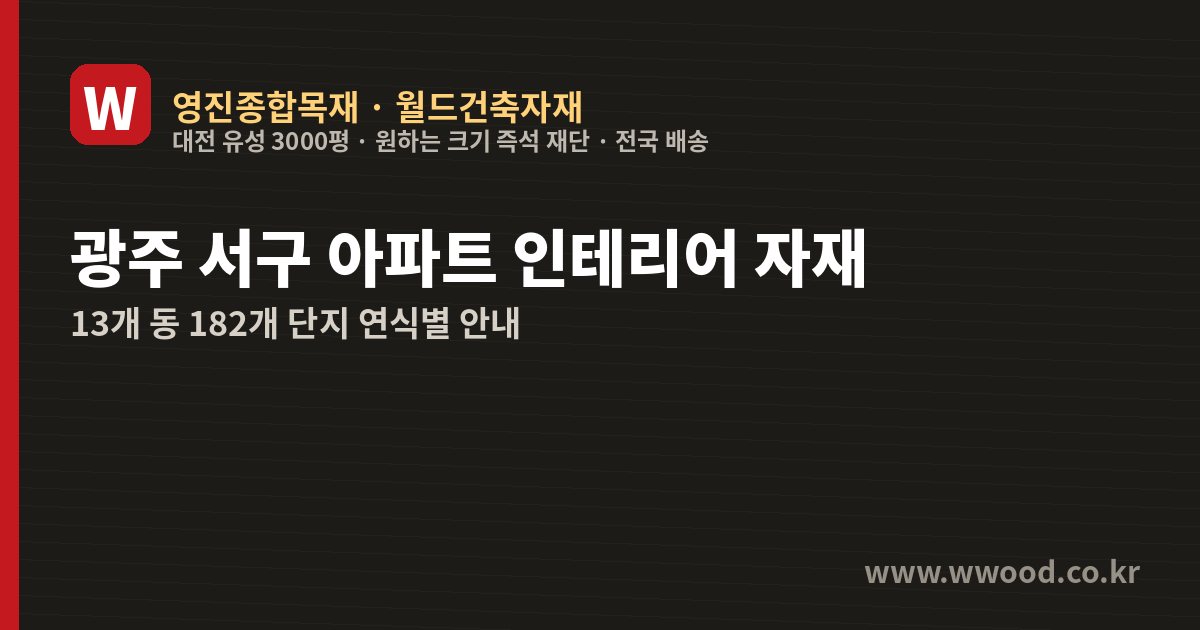 W
영진종합목재 · 월드건축자재
대전 유성 3000평 · 원하는 크기 즉석 재단 · 전국 배송
광주 서구 아파트 인테리어 자재
13개 동 182개 단지 연식별 안내
www.wwood.co.kr